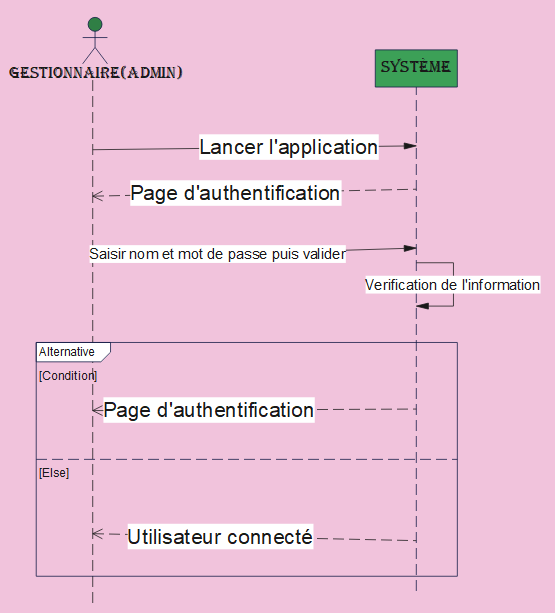 GESTIONNAIRE(ADMIN)
SYSTÈME
Lancer l'application
Page d'authentification
Saisir nom et mot de passe puis valider
Verification de l'information
Alternative
[Condition]
Page d'authentification
[Else]
Utilisateur connecté